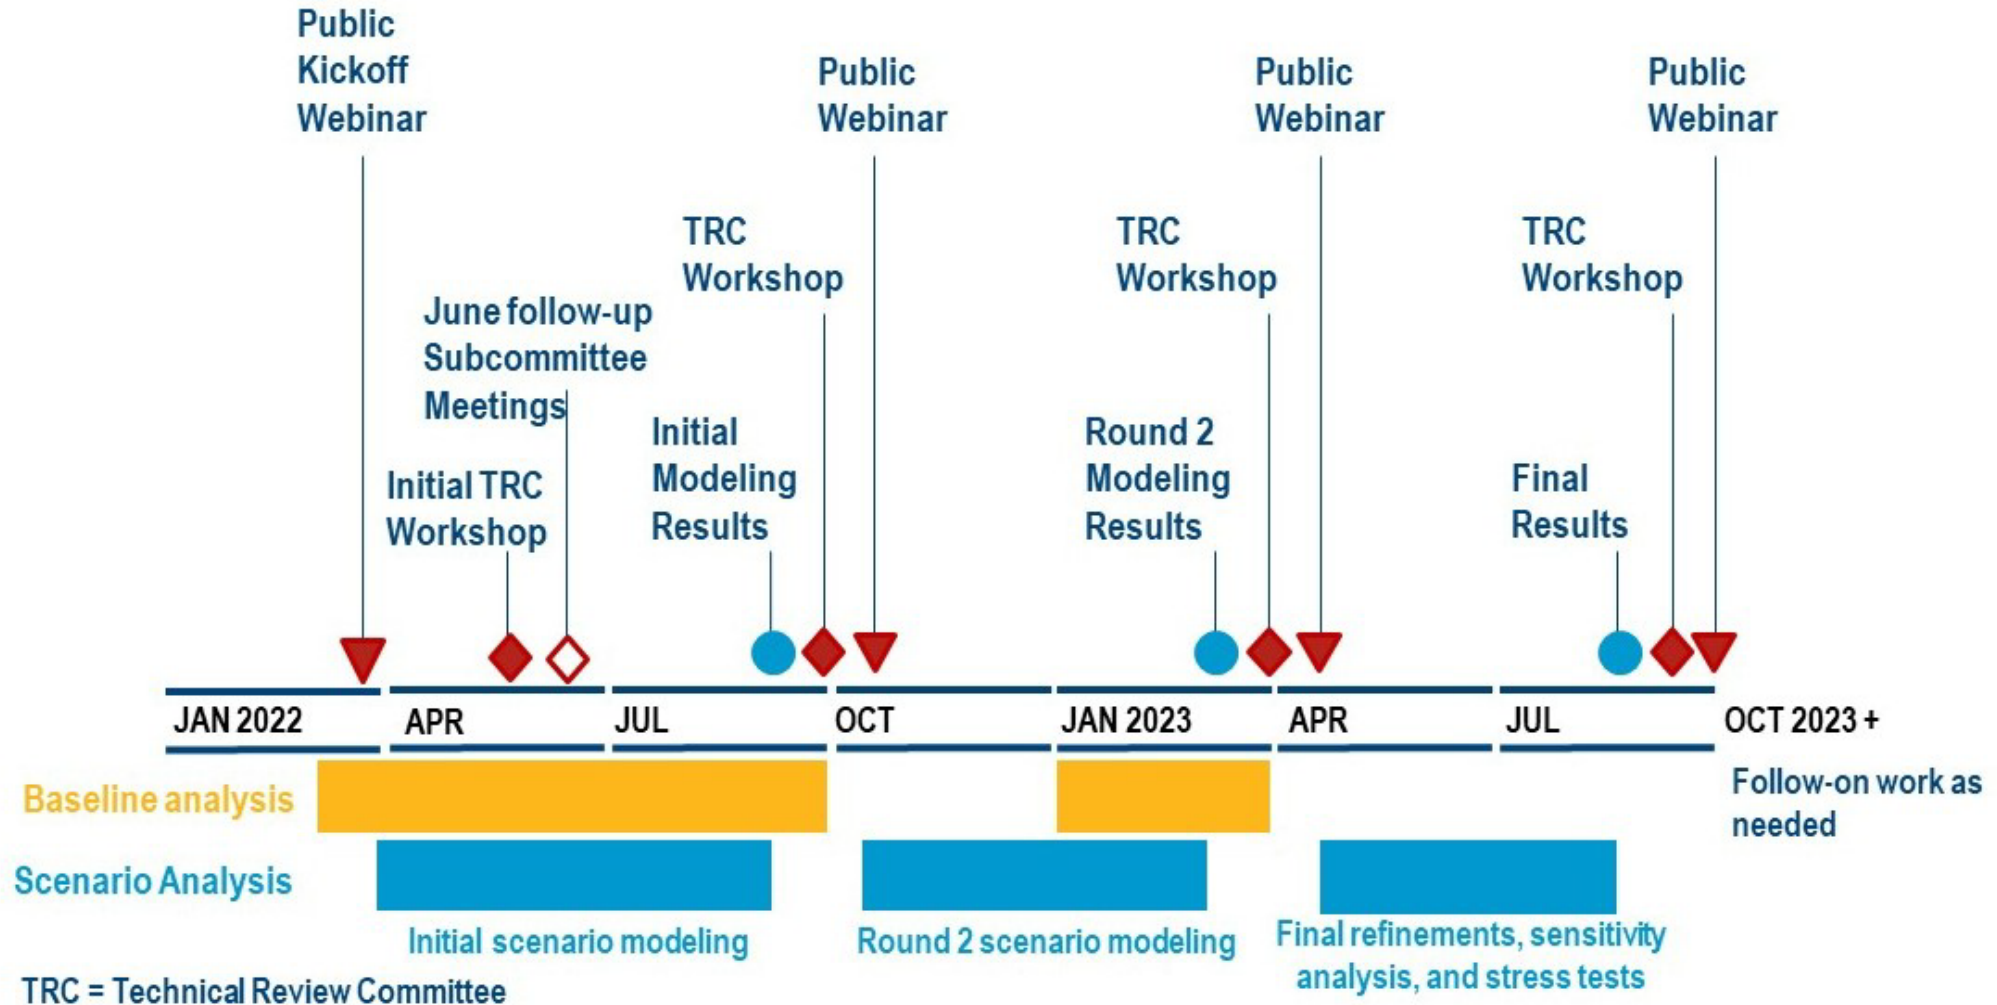 Public
Kickoff
Webinar
Public
Webinar
Public
Webinar
Public
Webinar
TRC
Workshop
TRC
Workshop
TRC
Workshop
June follow-up
Subcommittee
Meetings
Initial TRC
Workshop
Initial
Modeling
Results
Round 2
Modeling
Results
Final
Results
JAN 2022
APR
JUL
OCT
JAN 2023
APR
JUL
OCT 2023 +
Baseline analysis
Follow-on work as
needed
Scenario Analysis
Initial scenario modeling
Round 2 scenario modeling
Final refinements, sensitivity
analysis, and stress tests
TRC = Technical Review Committee